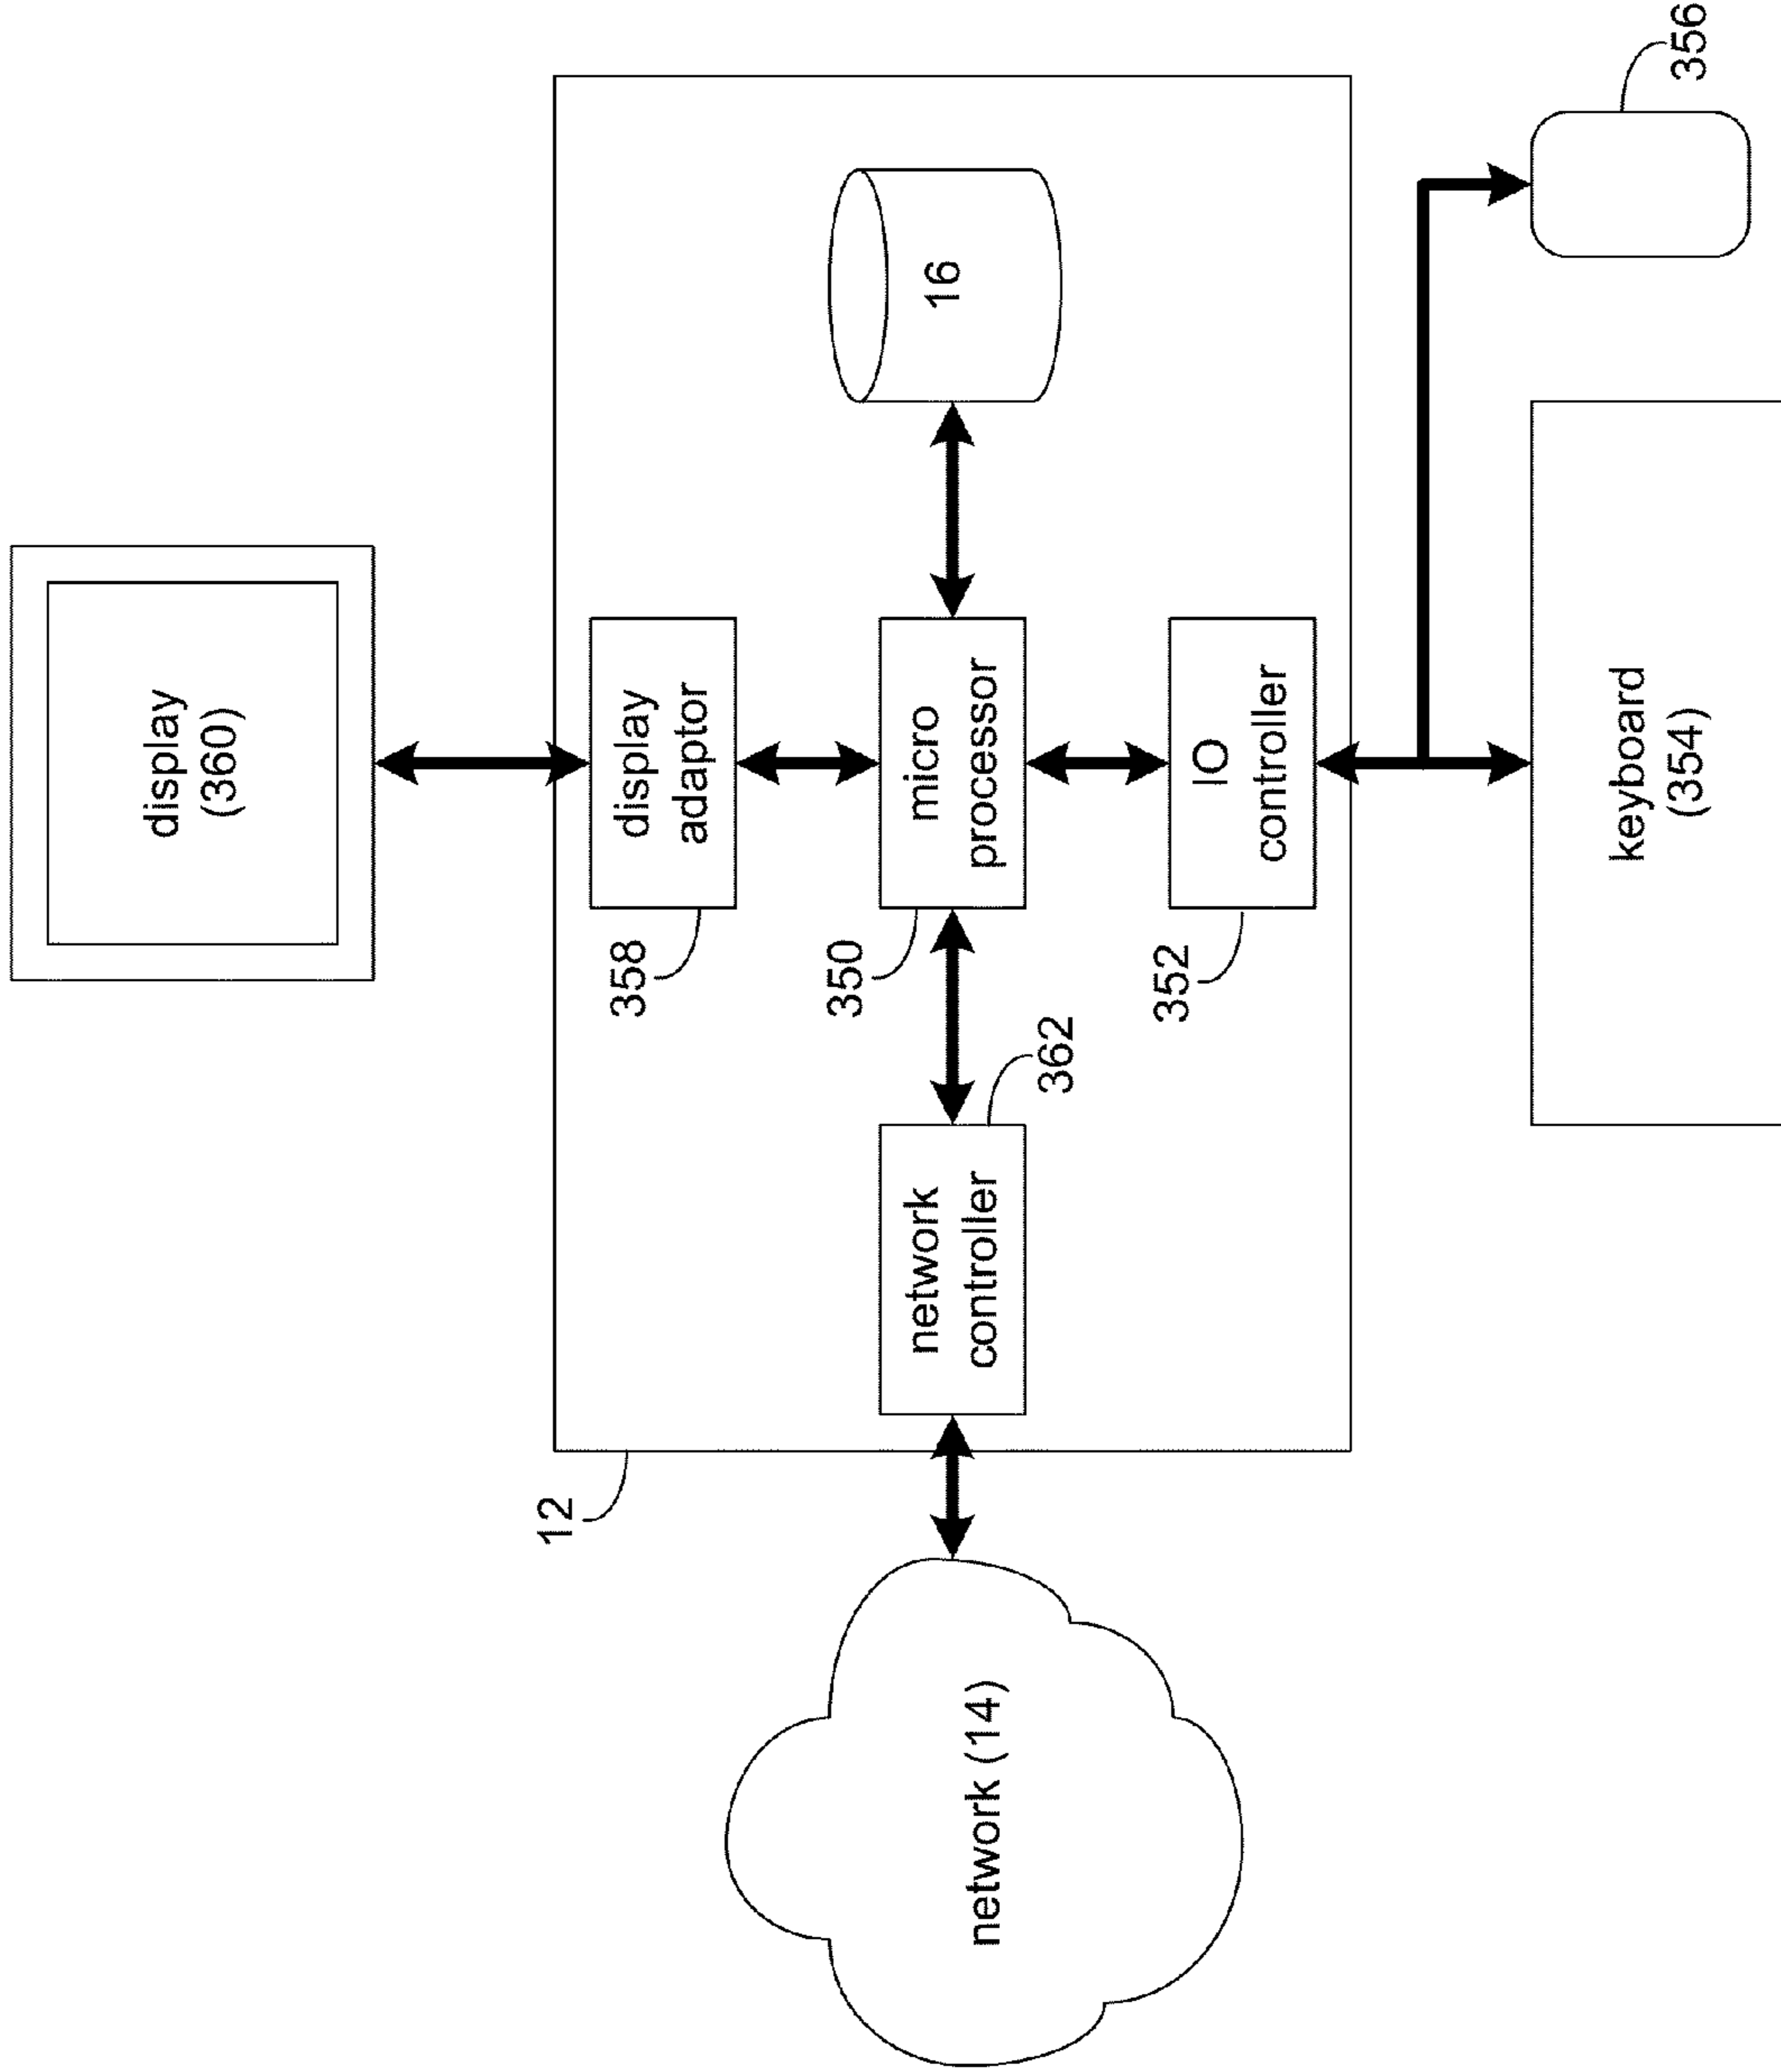 display
(360)
12
358
display
adaptor
350
micro
processor
16
network (14)
network
controller
362
352
IO
controller
keyboard
(354)
356